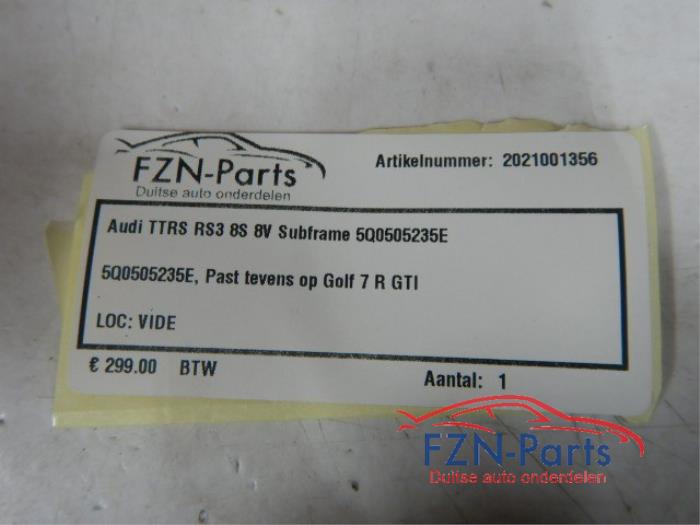 FZN-Parts
Duitse auto onderdelen
Artikelnummer: 2021001356
Audi TTRS RS3 8S 8V Subframe 5Q0505235E
5Q0505235E, Past tevens op Golf 7 R GTI
LOC: VIDE
€ 299.00 BTW
Aantal: 1
FZN-Parts
Duitse auto onderdelen